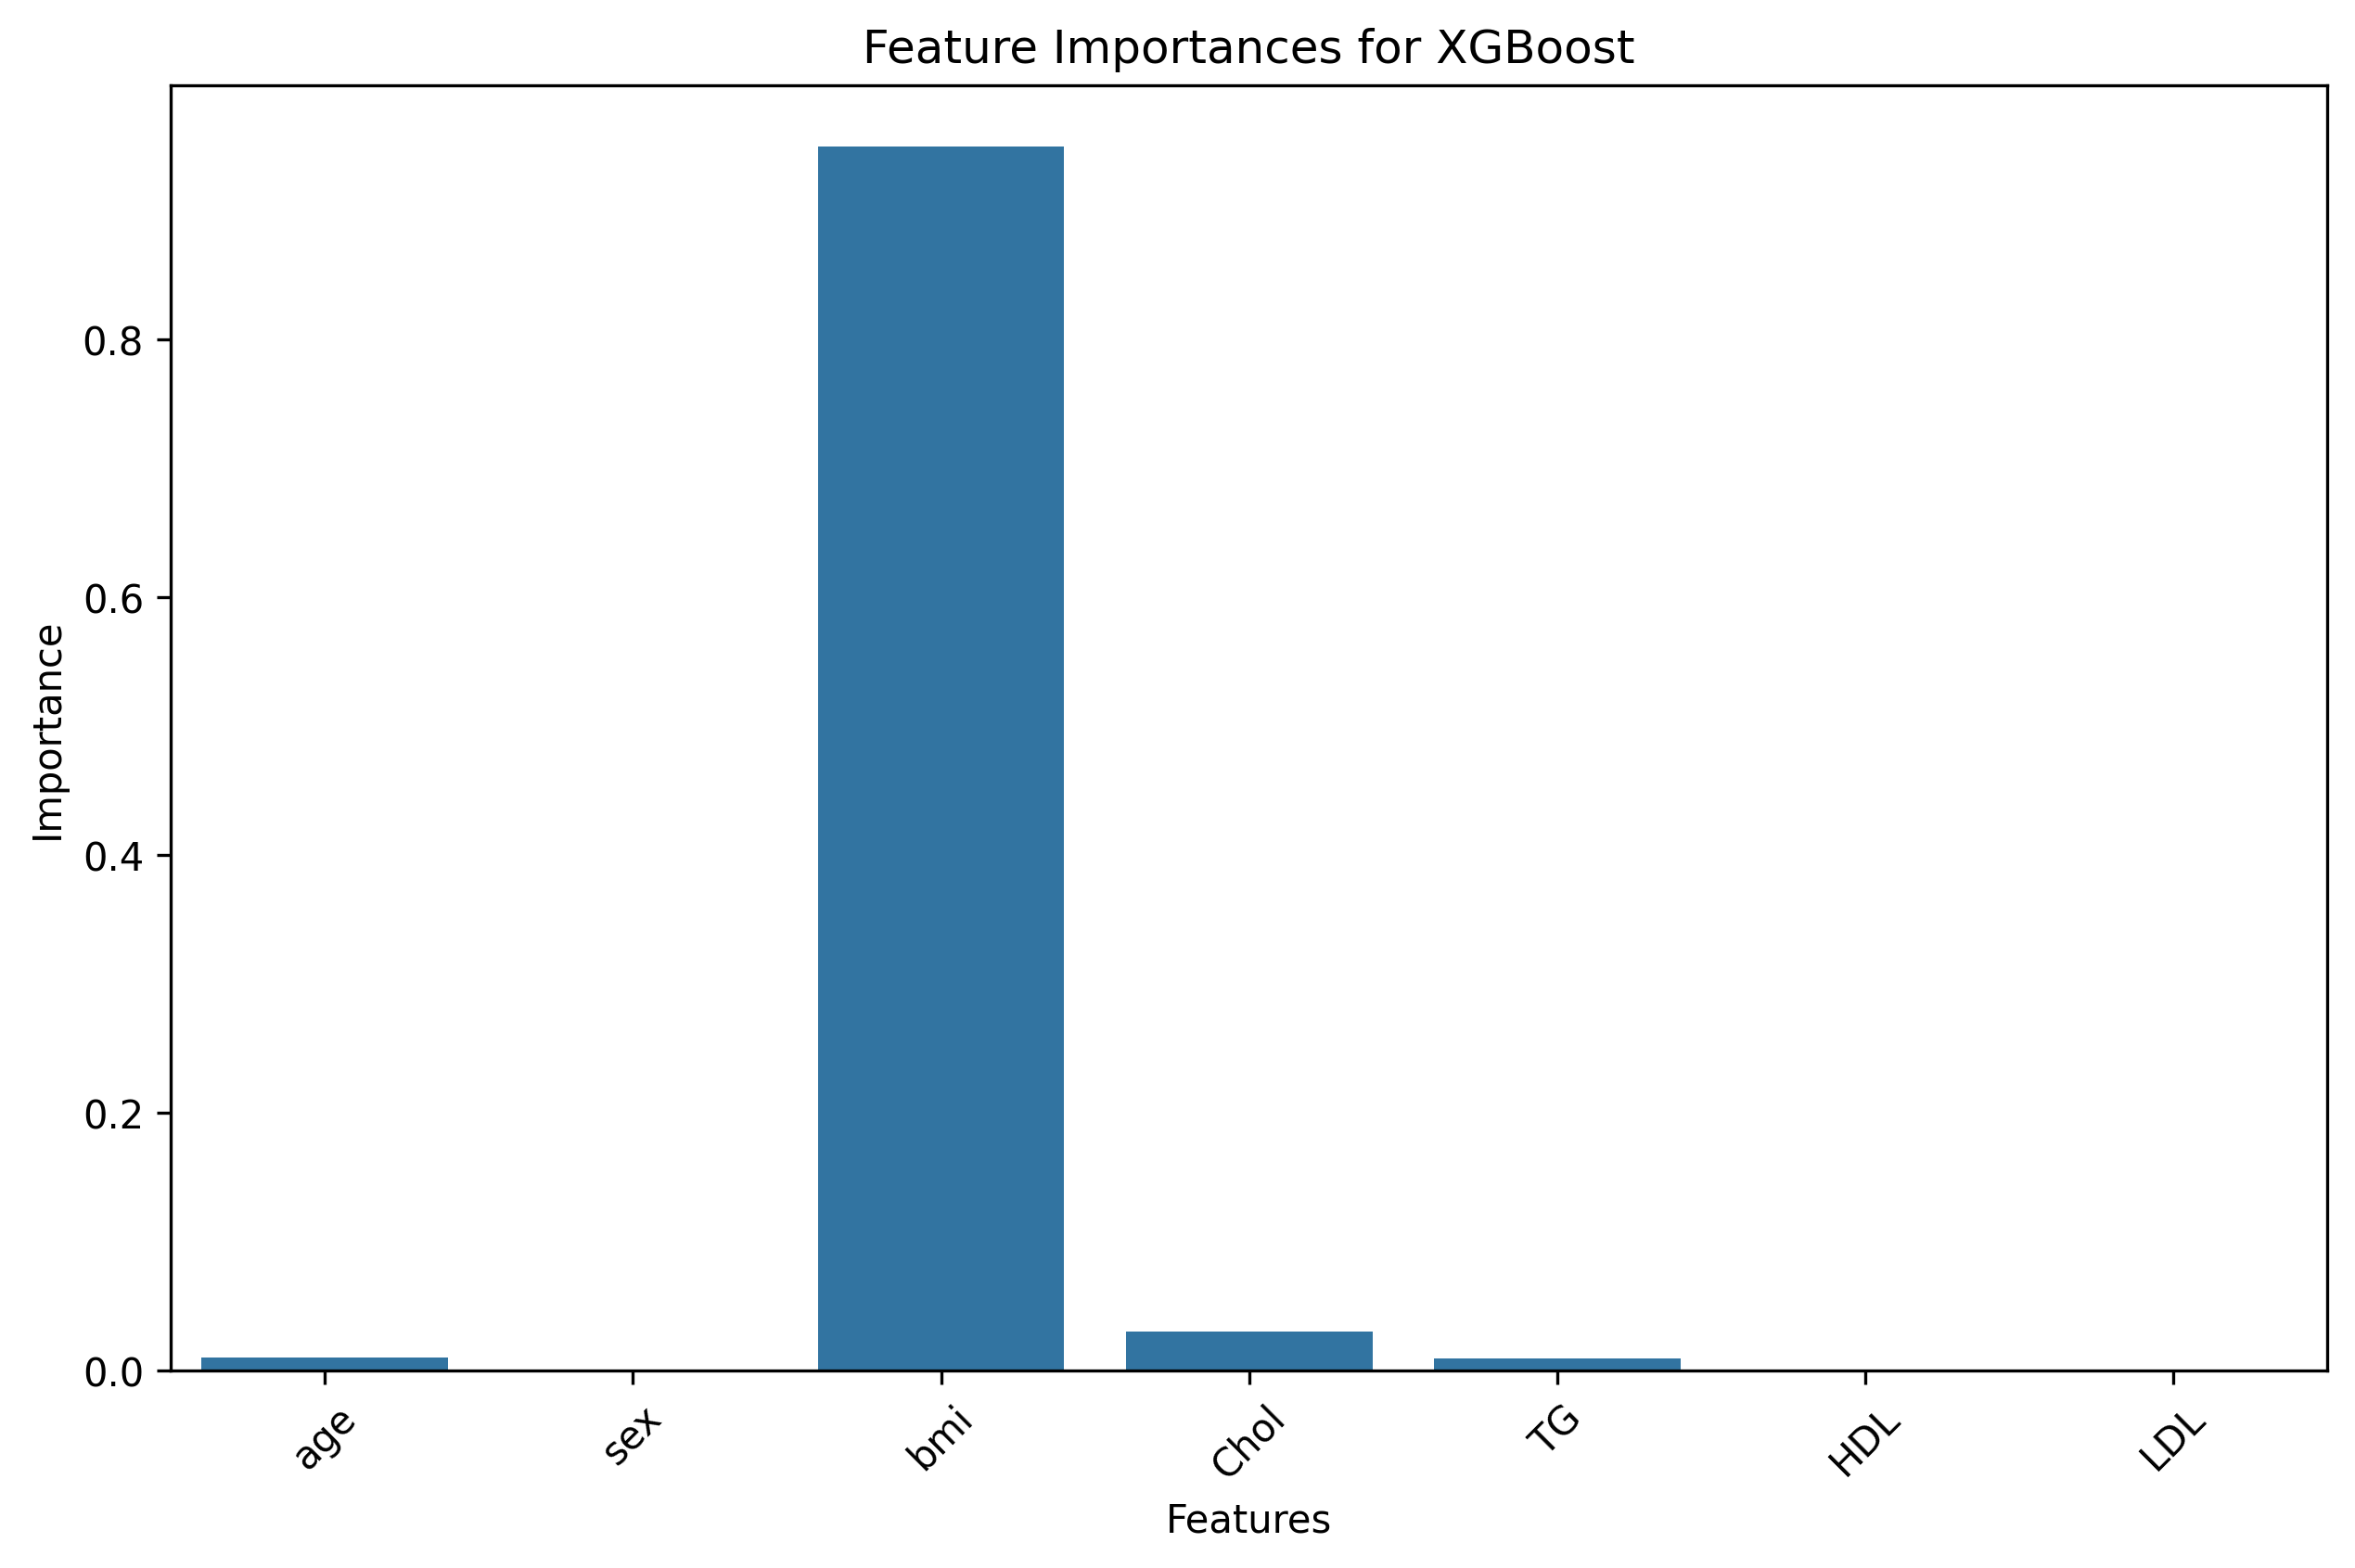 Feature Importances for XGBoost
Importance
0.8
0.6
0.4
0.2
0.0
age
sex
bmi
Chol
TG
HDL
LDL
Features